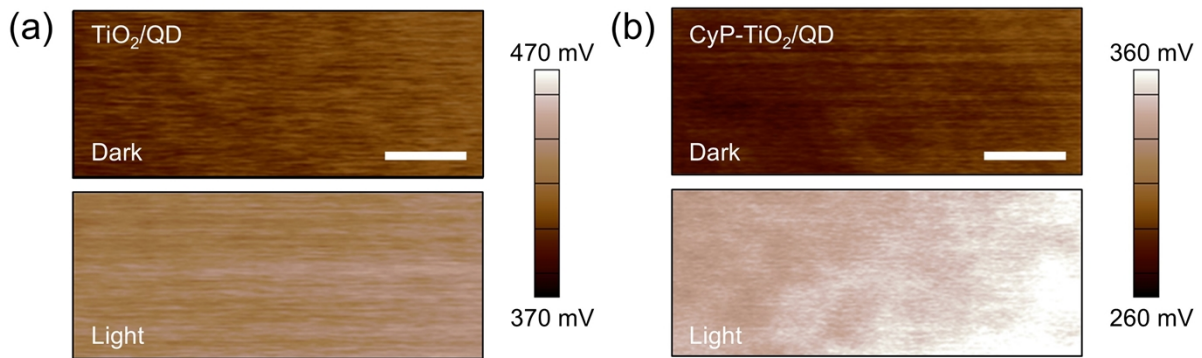 (a)
TiO₂/QD
Dark
Light
470 mV
370 mV
(b)
CyP-TiO₂/QD
Dark
Light
360 mV
260 mV